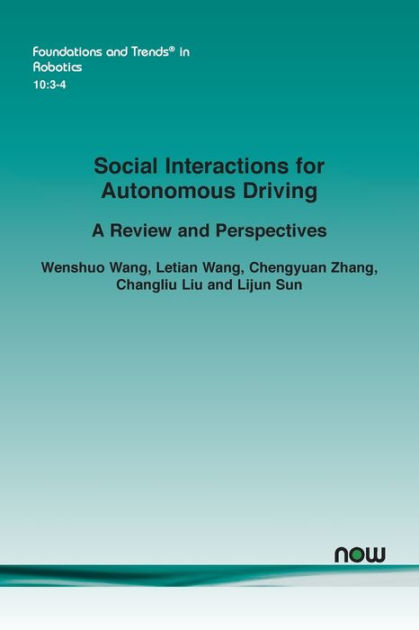 Foundations and Trends® in
Robotics
10:3-4
Social Interactions for
Autonomous Driving
A Review and Perspectives
Wenshuo Wang, Letian Wang, Chengyuan Zhang,
Changliu Liu and Lijun Sun
now